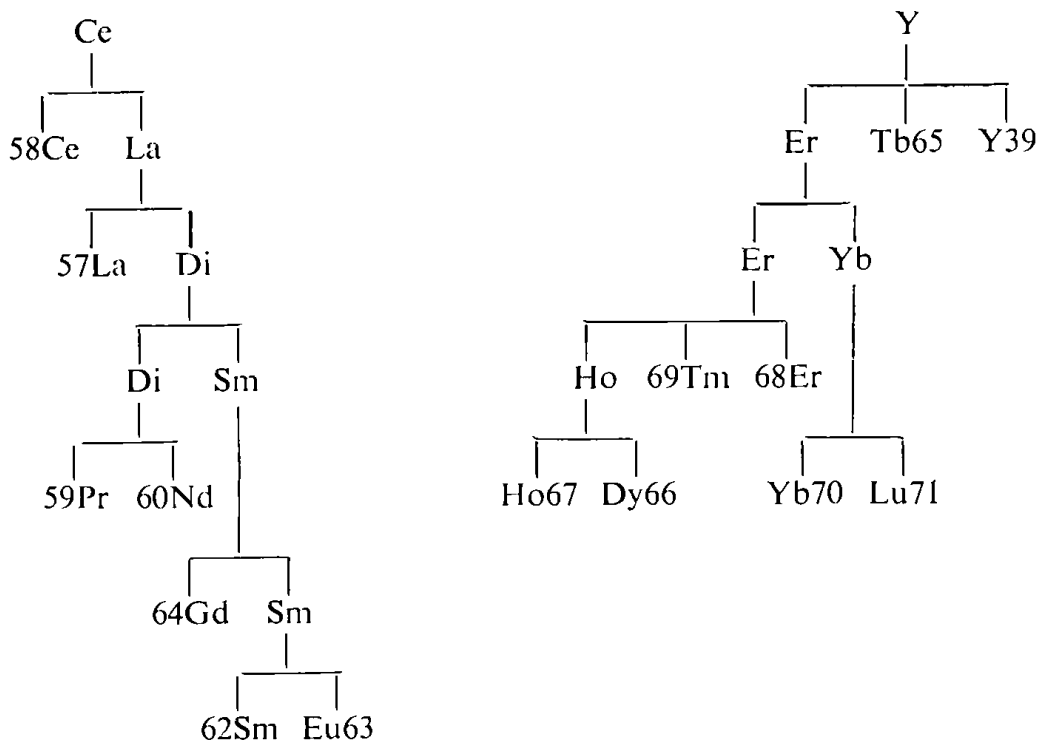 Ce Y
58Ce La Er Tb65 Y39
57La Di Er Yb
Di Sm Ho 69Tm 68Er
59Pr 60Nd Ho67 Dy66 Yb70 Lu71
64Gd Sm
62Sm Eu63